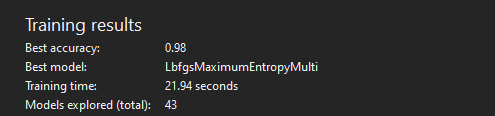 Training results
Best accuracy: 0.98
Best model: LbfgsMaximumEntropyMulti
Training time: 21.94 seconds
Models explored (total): 43